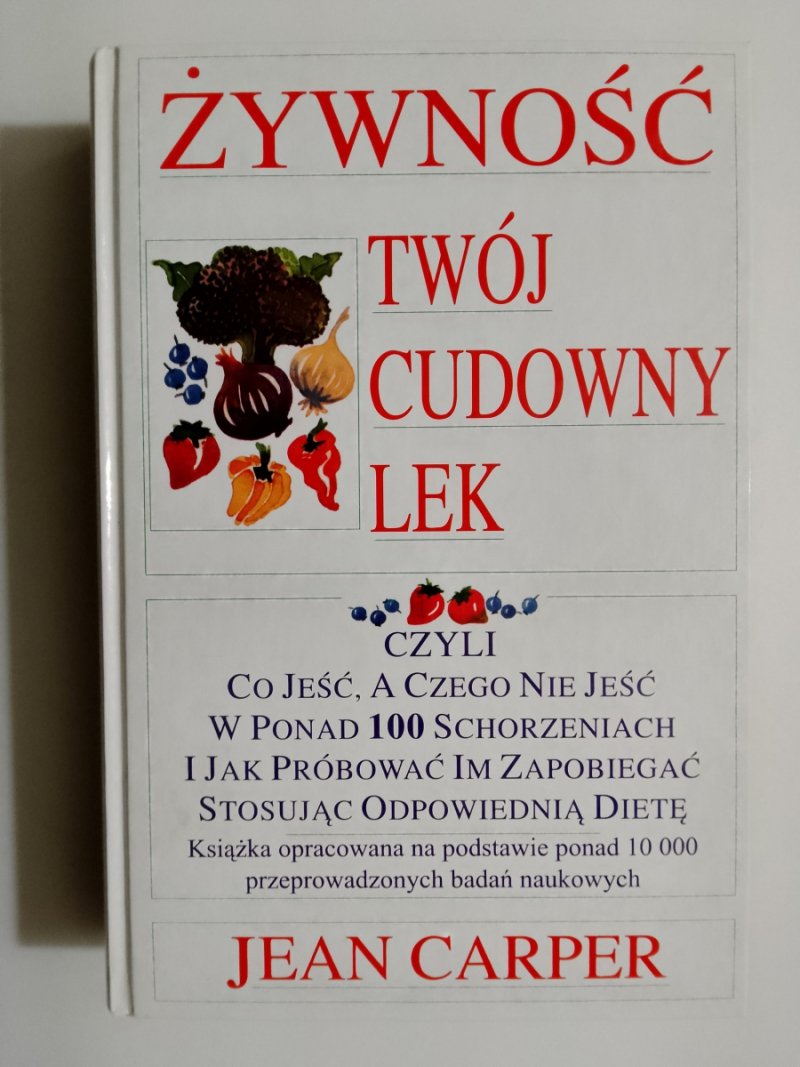 ŻYWNOŚĆ
TWÓJ
CUDOWNY
LEK
CZYLI
CO JEŚĆ, A CZEGO NIE JEŚĆ
W PONAD 100 SCHORZENIACH
I JAK PRÓBOWAĆ IM ZAPOBIEGAĆ
STOSUJĄC ODPOWIEDNIĄ DIETĘ
Książka opracowana na podstawie ponad 10 000
przeprowadzonych badań naukowych
JEAN CARPER